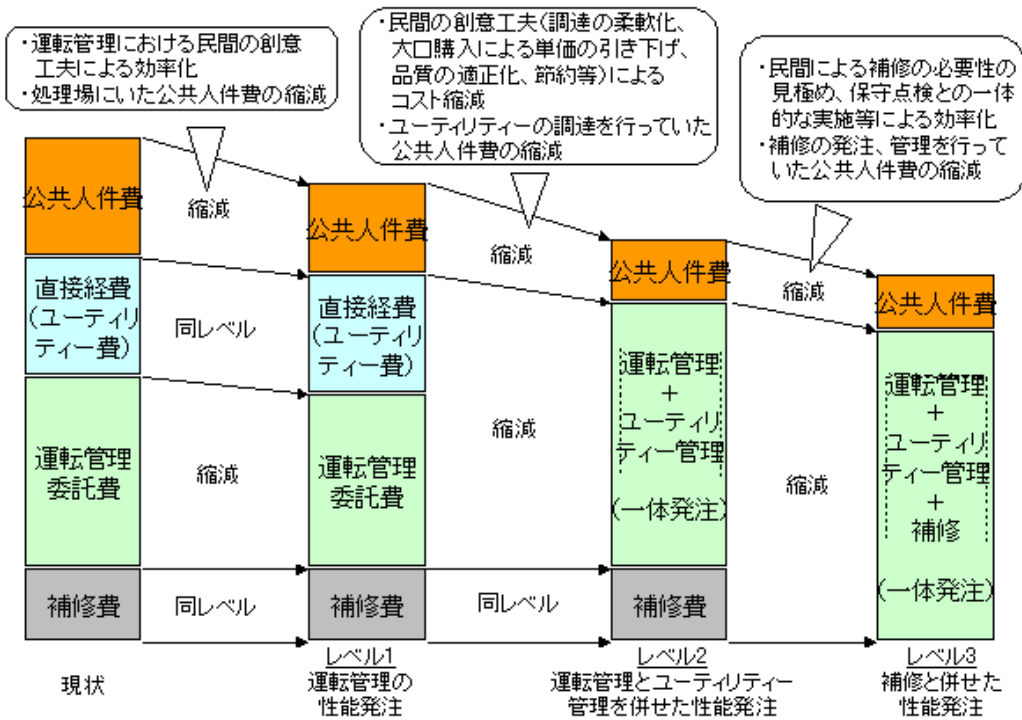 ・運転管理における民間の創意
工夫による効率化
・処理場にいた公共人件費の縮減
・民間の創意工夫(調達の柔軟化、
大口購入による単価の引き下げ、
品質の適正化、節約等)による
コスト縮減
・ユーティリティーの調達を行っていた
公共人件費の縮減
・民間による補修の必要性の
見極め、保守点検との一体
的な実施等による効率化
・補修の発注、管理を行って
いた公共人件費の縮減
公共人件費
直接経費
(ユーティリ
ティー費)
運転管理
委託費
補修費
現状
縮減
同レベル
縮減
同レベル
公共人件費
直接経費
(ユーティリ
ティー費)
運転管理
委託費
補修費
レベル1
運転管理の
性能発注
縮減
縮減
同レベル
公共人件費
運転管理
+
ユーティリ
ティー管理
(一体発注)
補修費
レベル2
運転管理とユーティリティー
管理を併せた性能発注
縮減
縮減
公共人件費
運転管理
+
ユーティリ
ティー管理
+
補修
(一体発注)
レベル3
補修と併せた
性能発注